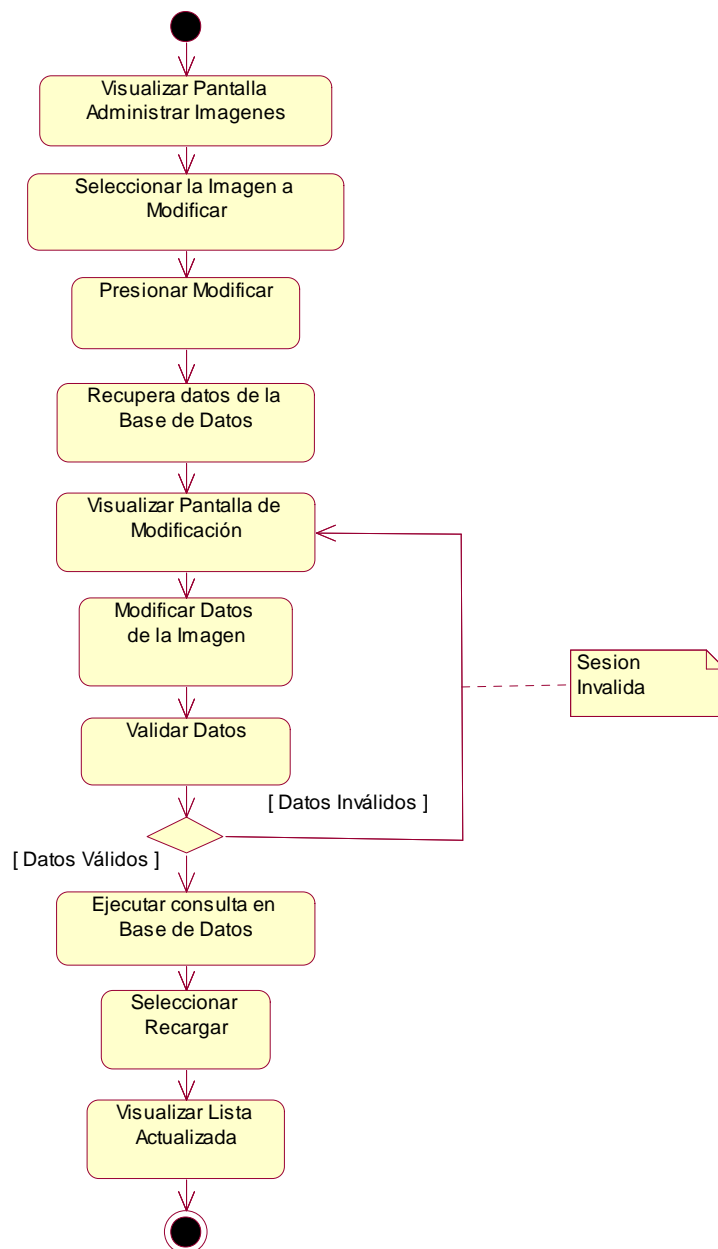 Visualizar Pantalla
Administrar Imagenes
Seleccionar la Imagen a
Modificar
Presionar Modificar
Recupera datos de la
Base de Datos
Visualizar Pantalla de
Modificación
Modificar Datos
de la Imagen
Sesion
Invalida
Validar Datos
[ Datos Inválidos ]
[ Datos Válidos ]
Ejecutar consulta en
Base de Datos
Seleccionar
Recargar
Visualizar Lista
Actualizada